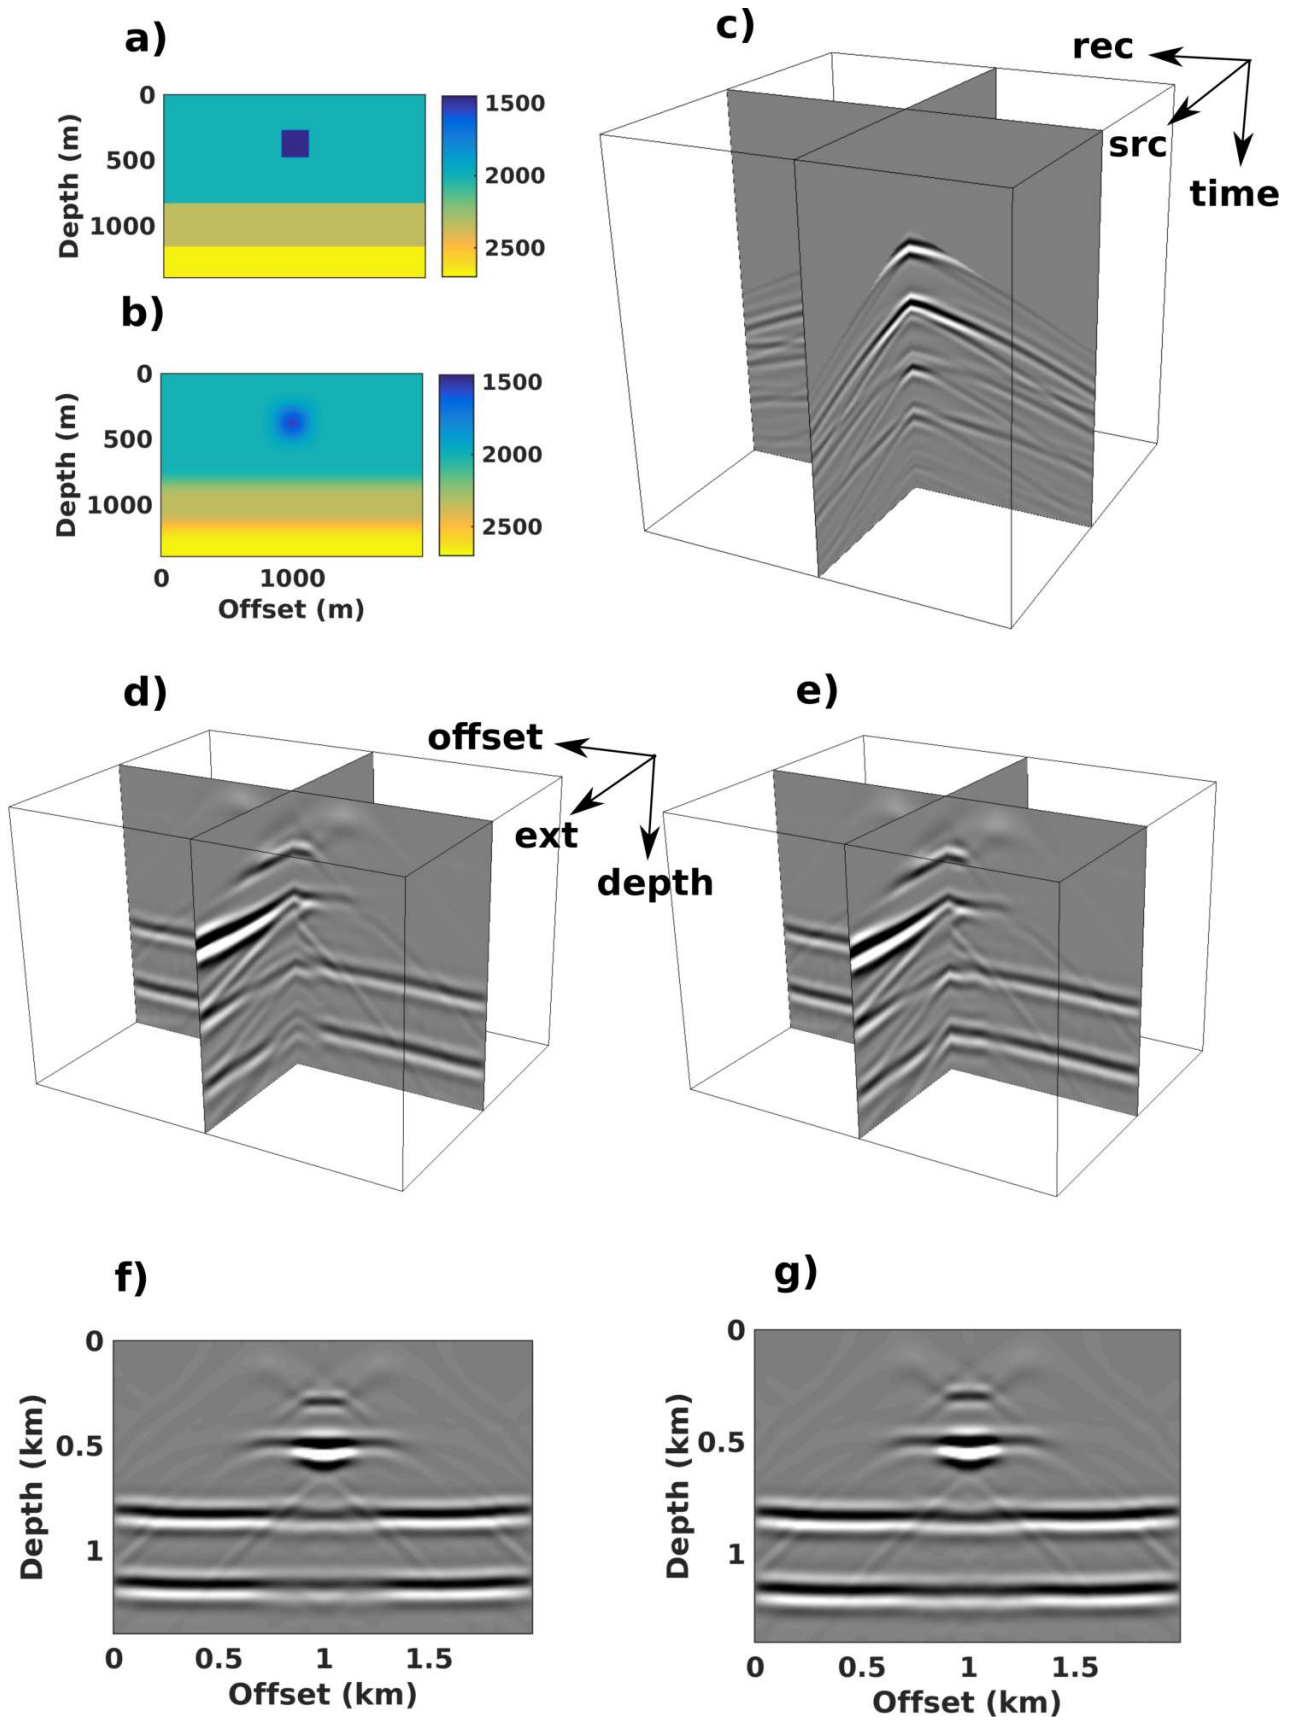 a)
0
500
1000
Depth (m)
1500
2000
2500
b)
0
500
1000
Depth (m)
1500
2000
2500
0
1000
Offset (m)
c)
rec
src
time
d)
offset
ext
depth
e)
f)
0
0.5
1
Depth (km)
0
0.5
1
1.5
Offset (km)
g)
0
0.5
1
Depth (km)
0
0.5
1
1.5
Offset (km)